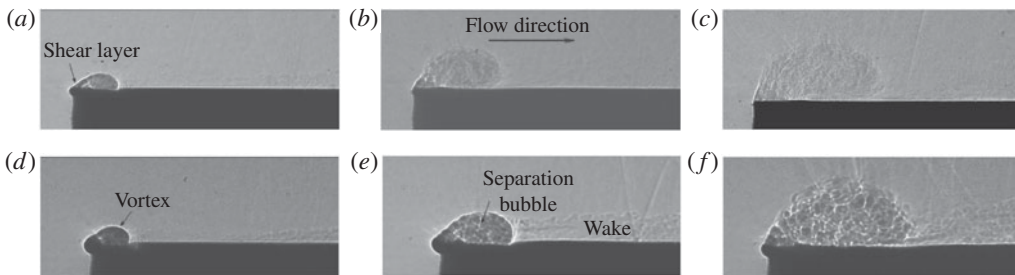 (a)
(b)
(c)
Flow direction
Shear layer
(d)
(e)
(f)
Vortex
Separation
bubble
Wake